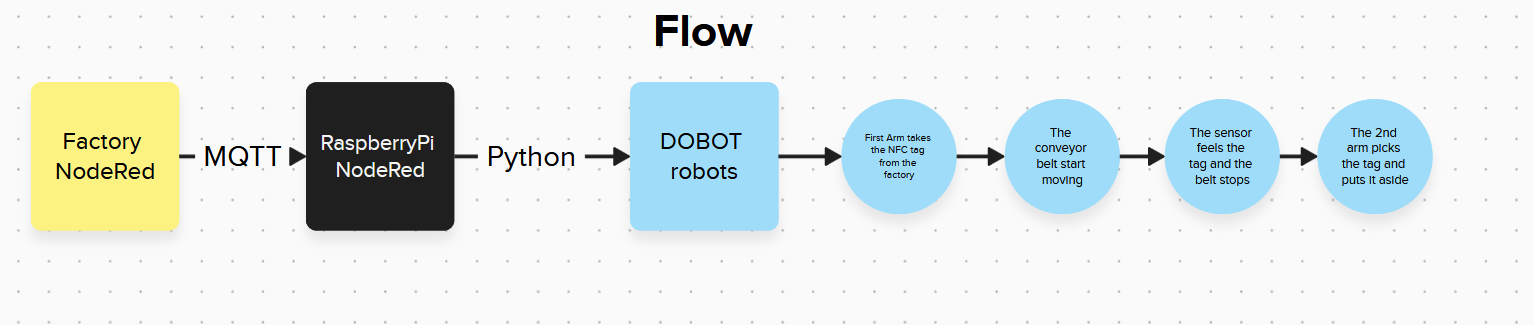 Flow
Factory
NodeRed
MQTT
RaspberryPi
NodeRed
Python
DOBOT
robots
First Arm takes
the NFC tag
from the
factory
The
conveyor
belt start
moving
The sensor
feels the
tag and the
belt stops
The 2nd
arm picks
the tag and
puts it aside